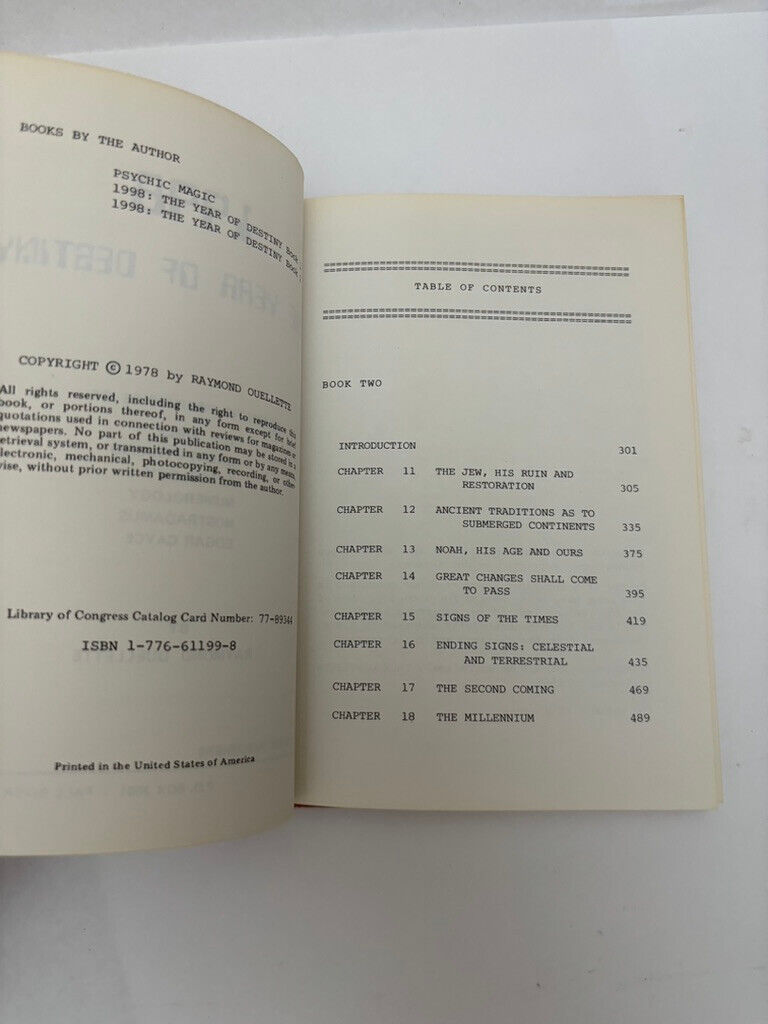 BOOKS BY THE AUTHOR
PSYCHIC MAGIC
1998: THE YEAR OF DESTINY Book
1998: THE YEAR OF DESTINY Book
COPYRIGHT © 1978 by RAYMOND OUELLETTE
All rights reserved, including the right to reproduce this
book, or portions thereof, in any form except for brief
quotations used in connection with reviews for magazines or
newspapers. No part of this publication may be stored in a
retrieval system, or transmitted in any form or by any means,
electronic, mechanical, photocopying, recording, or other
wise, without prior written permission from the author.
Library of Congress Catalog Card Number: 77-89344
ISBN 1-776-61199-8
Printed in the United States of America
TABLE OF CONTENTS
BOOK TWO
INTRODUCTION 301
CHAPTER 11 THE JEW, HIS RUIN AND
RESTORATION 305
CHAPTER 12 ANCIENT TRADITIONS AS TO
SUBMERGED CONTINENTS 335
CHAPTER 13 NOAH, HIS AGE AND OURS 375
CHAPTER 14 GREAT CHANGES SHALL COME
TO PASS 395
CHAPTER 15 SIGNS OF THE TIMES 419
CHAPTER 16 ENDING SIGNS: CELESTIAL
AND TERRESTRIAL 435
CHAPTER 17 THE SECOND COMING 469
CHAPTER 18 THE MILLENNIUM 489